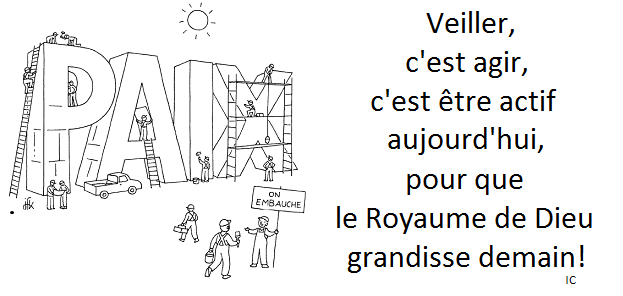 PAIX
ON
EMBAUCHE
Veiller,
c'est agir,
c'est être actif
aujourd'hui,
pour que
le Royaume de Dieu
grandisse demain!
IC